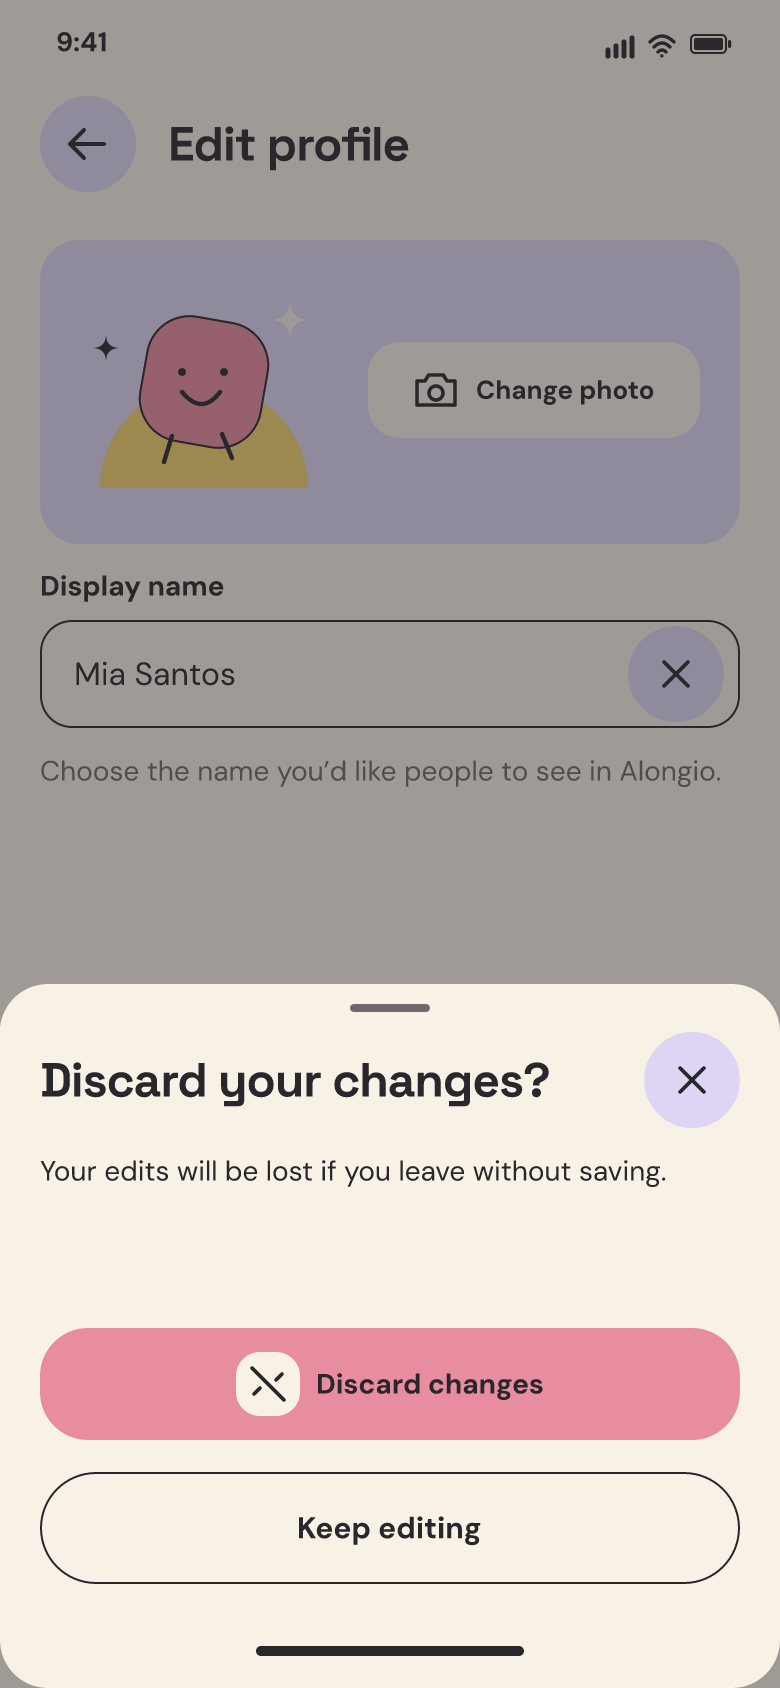 9:41
Edit profile
Change photo
Display name
Mia Santos
Choose the name you’d like people to see in Alongio.
Discard your changes?
Your edits will be lost if you leave without saving.
Discard changes
Keep editing